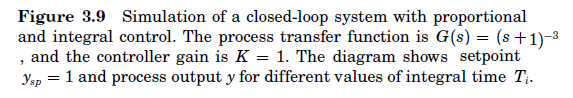 Figure 3.9 Simulation of a closed-loop system with proportional
and integral control. The process transfer function is G(s) = (s+1)⁻³
, and the controller gain is K = 1. The diagram shows setpoint
yₛₚ = 1 and process output y for different values of integral time Tᵢ.